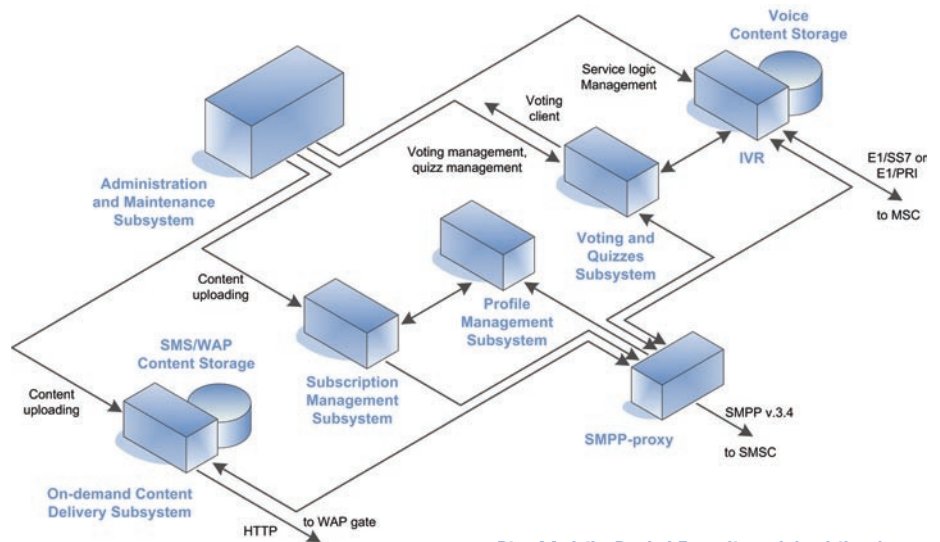 Voice
Content Storage
Service logic
Management
Voting
client
IVR
Voting management,
quizz management
E1/SS7 or
E1/PRI
to MSC
Administration
and Maintenance
Subsystem
Voting and
Quizzes
Subsystem
Content
uploading
Profile
Management
Subsystem
SMS/WAP
Content Storage
Subscription
Management
Subsystem
Content
uploading
SMPP v.3.4
SMPP-proxy
to SMSC
On-demand Content
Delivery Subsystem
to WAP gate
HTTP